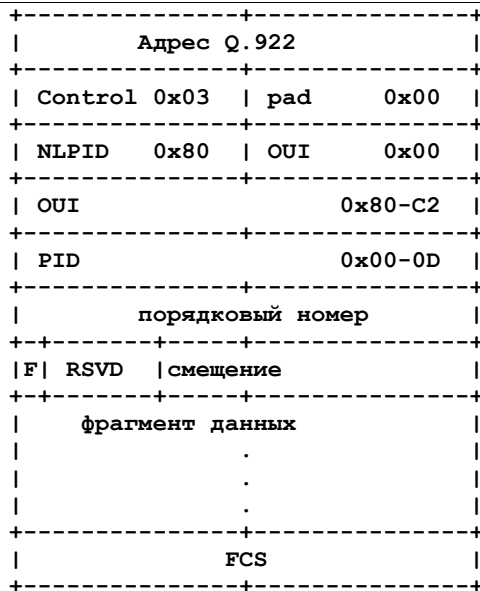 +---------------+---------------+
|        Адрес Q.922            |
+---------------+---------------+
| Control 0x03  | pad      0x00 |
+---------------+---------------+
| NLPID   0x80  | OUI      0x00 |
+---------------+---------------+
| OUI                   0x80-C2 |
+---------------+---------------+
| PID                   0x00-0D |
+---------------+---------------+
|        порядковый номер       |
+-+-------+-----+---------------+
|F| RSVD  |смещение             |
+-+-------+-----+---------------+
|    фрагмент данных            |
|               .               |
|               .               |
|               .               |
+---------------+---------------+
|              FCS              |
+---------------+---------------+